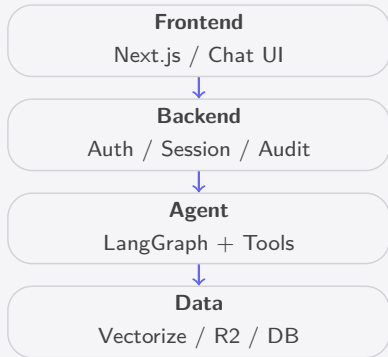 Frontend
Next.js / Chat UI
Backend
Auth / Session / Audit
Agent
LangGraph + Tools
Data
Vectorize / R2 / DB